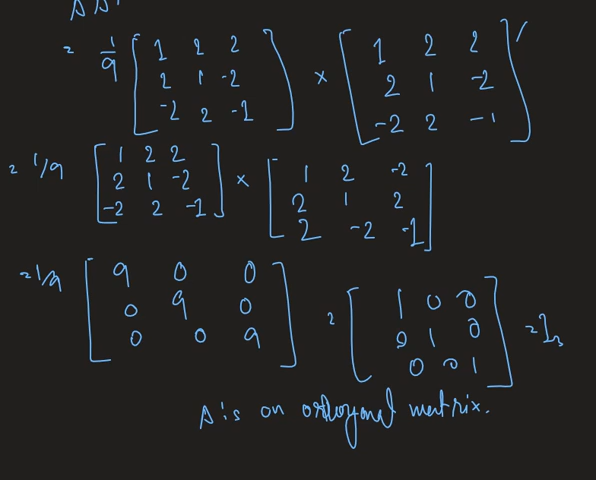 AA'
= 1/9 [1 2 2 × [1 2 2 ]'
2 1 -2 2 1 -2
-2 2 -1] -2 2 -1
= 1/9 [1 2 2 × [1 2 -2
2 1 -2 2 1 2
-2 2 -1] 2 -2 -1]
= 1/9 [9 0 0 = [1 0 0
0 9 0 0 1 0 = I3
0 0 9] 0 0 1]
A is on orthogonal matrix.